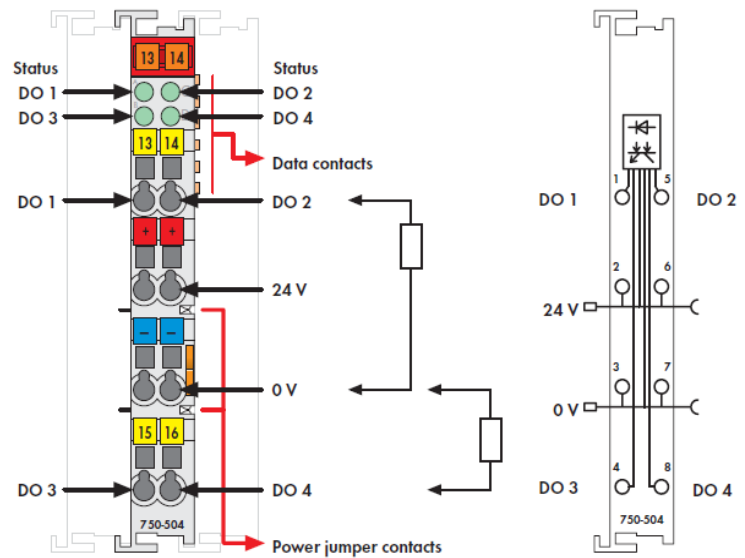 13 14
Status
Status
DO 1
DO 2
DO 3
DO 4
13 14
Data contacts
DO 1
DO 2
+ +
24 V
– –
0 V
15 16
DO 3
DO 4
750-504
Power jumper contacts
1 5
DO 1
DO 2
2 6
24 V
3 7
0 V
4 8
DO 3
DO 4
750-504